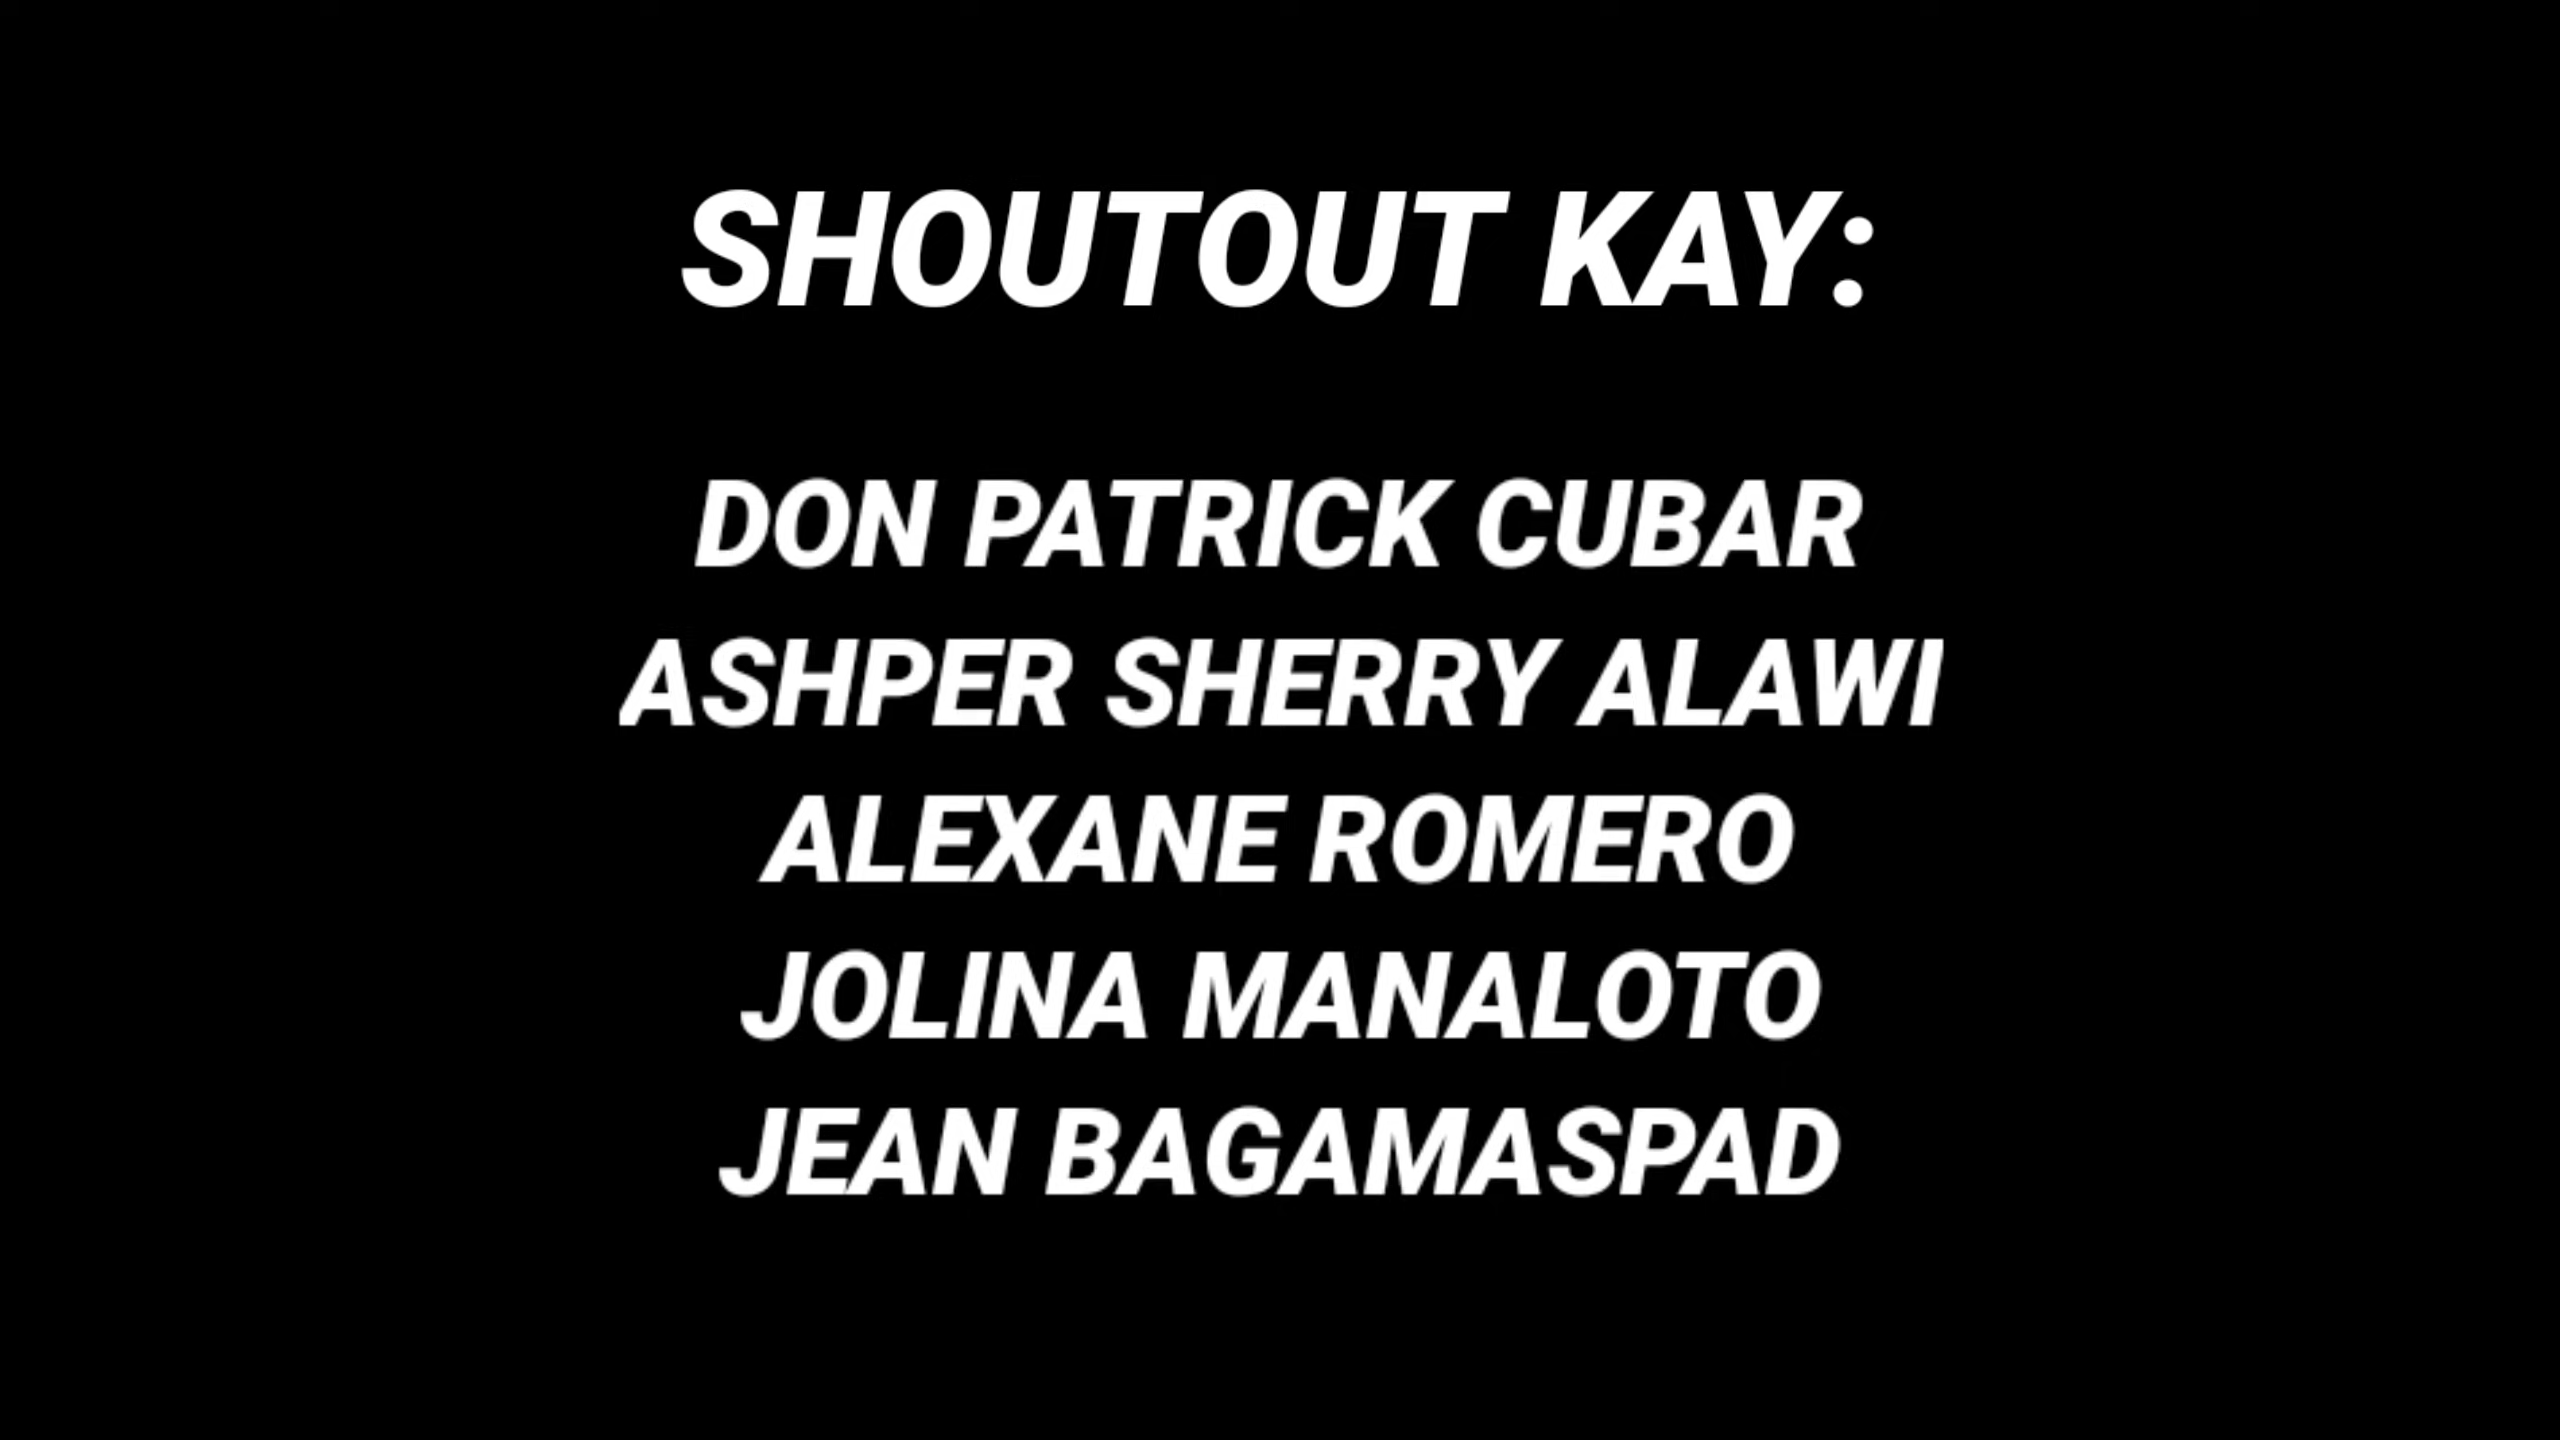 SHOUTOUT KAY:
DON PATRICK CUBAR
ASHPER SHERRY ALAWI
ALEXANE ROMERO
JOLINA MANALOTO
JEAN BAGAMASPAD